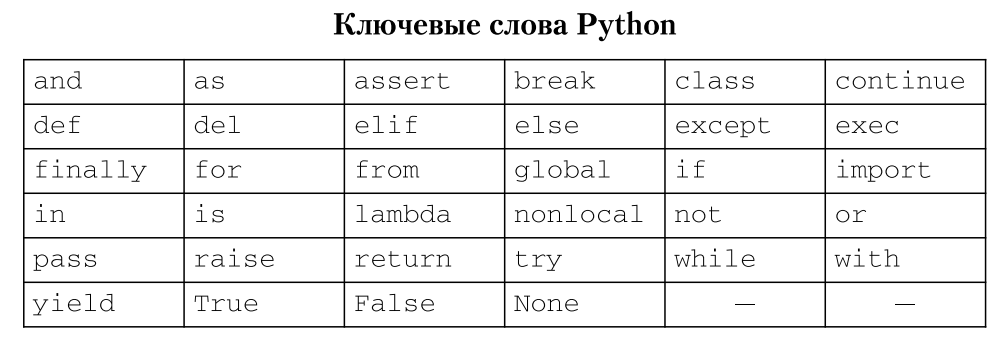 Ключевые слова Python
and as assert break class continue
def del elif else except exec
finally for from global if import
in is lambda nonlocal not or
pass raise return try while with
yield True False None — —